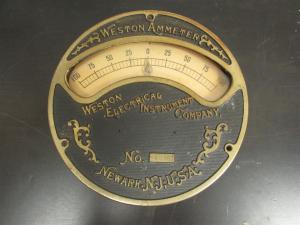 WESTON AMMETER
100 75 50 25 0 25 50 75
WESTON
ELECTRICAL
INSTRUMENT
COMPANY,
No.
NEWARK, N.J. U.S.A.